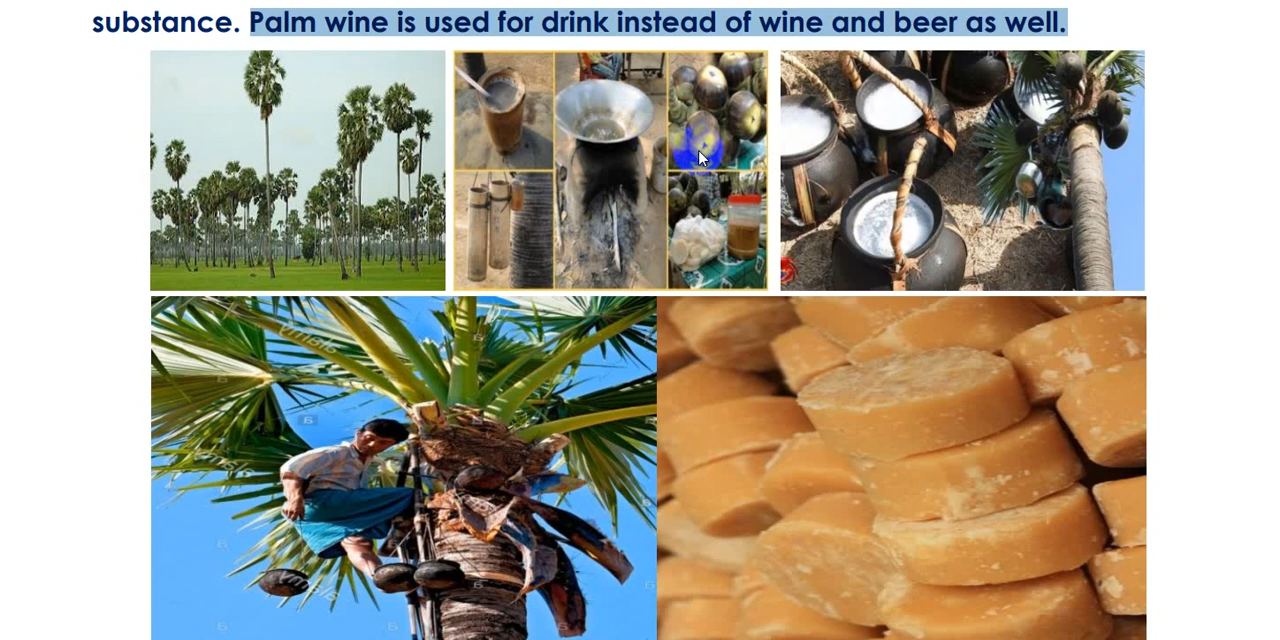 substance. Palm wine is used for drink instead of wine and beer as well.